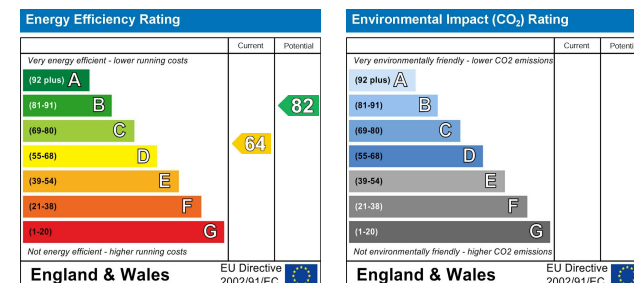 Energy Efficiency Rating
Current Potential
Very energy efficient - lower running costs
(92 plus) A
(81-91) B
82
(69-80) C
64
(55-68) D
(39-54) E
(21-38) F
(1-20) G
Not energy efficient - higher running costs
England & Wales
EU Directive
2002/91/EC
Environmental Impact (CO₂) Rating
Current Potenti
Very environmentally friendly - lower CO2 emissions
(92 plus) A
(81-91) B
(69-80) C
(55-68) D
(39-54) E
(21-38) F
(1-20) G
Not environmentally friendly - higher CO2 emissions
England & Wales
EU Directive
2002/91/EC